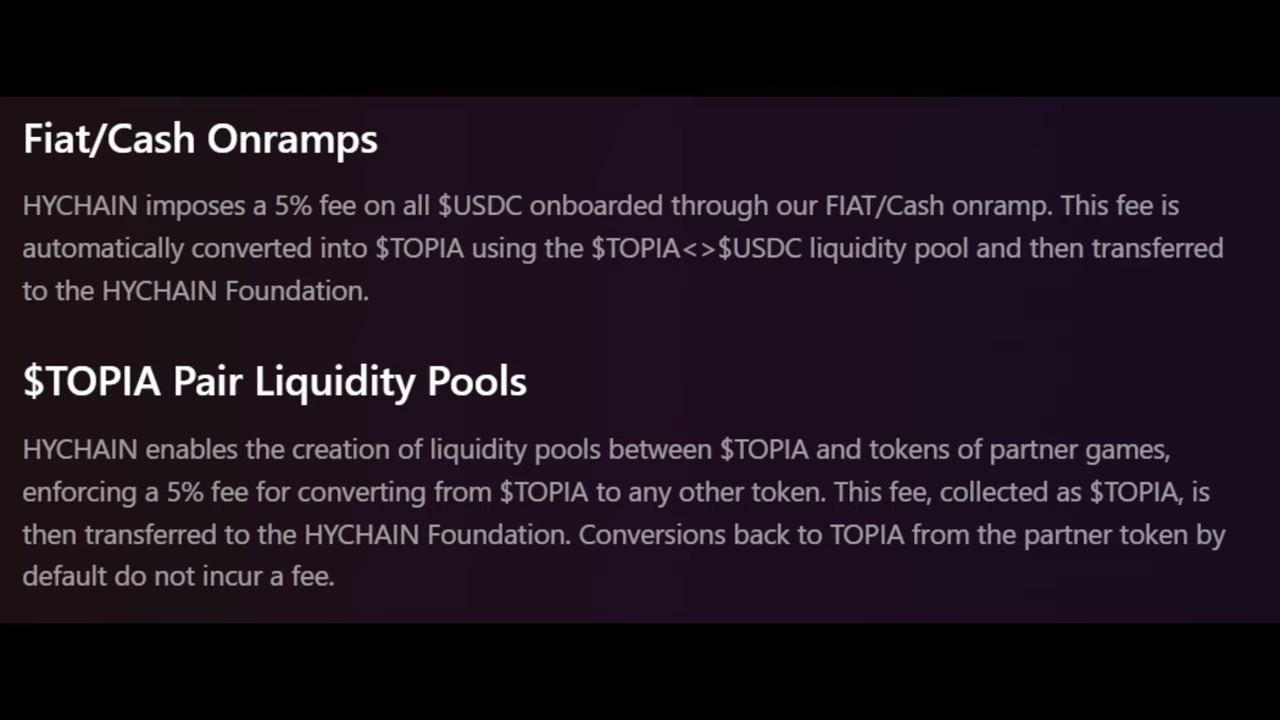 Fiat/Cash Onramps
HYCHAIN imposes a 5% fee on all $USDC onboarded through our FIAT/Cash onramp. This fee is
automatically converted into $TOPIA using the $TOPIA<>$USDC liquidity pool and then transferred
to the HYCHAIN Foundation.
$TOPIA Pair Liquidity Pools
HYCHAIN enables the creation of liquidity pools between $TOPIA and tokens of partner games,
enforcing a 5% fee for converting from $TOPIA to any other token. This fee, collected as $TOPIA, is
then transferred to the HYCHAIN Foundation. Conversions back to TOPIA from the partner token by
default do not incur a fee.